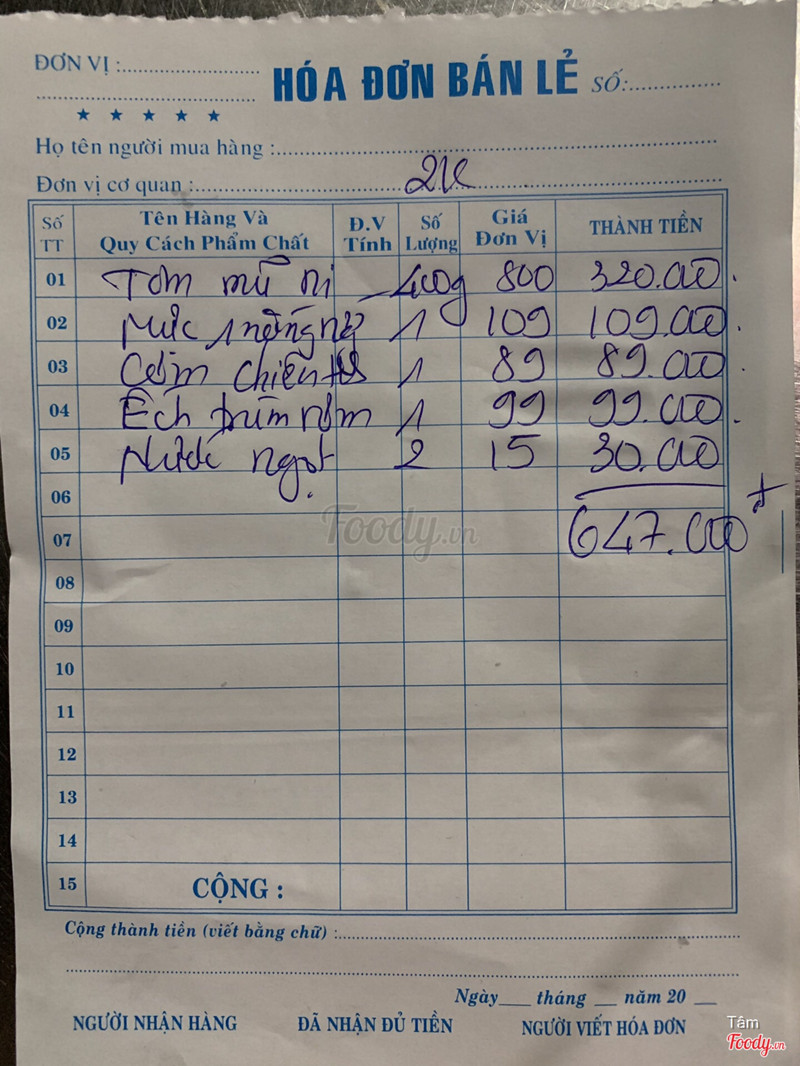 ĐƠN VỊ :
HÓA ĐƠN BÁN LẺ SỐ:
★ ★ ★ ★ ★
Họ tên người mua hàng :
Đơn vị cơ quan :
Số TT Tên Hàng Và Quy Cách Phẩm Chất Đ.V Tính Số Lượng Giá Đơn Vị THÀNH TIỀN
01 Tôm mũ ni 400g 800 320.000.
02 Mực 1 nắng 1 109 109.000.
03 Cơm chiên 1 89 89.000.
04 Ếch 1 99 99.000.
05 Nước ngọt 2 15 30.000
06
07 647.000đ
08
09
10
11
12
13
14
15 CỘNG :
Cộng thành tiền (viết bằng chữ) :
Ngày tháng năm 20
NGƯỜI NHẬN HÀNG ĐÃ NHẬN ĐỦ TIỀN NGƯỜI VIẾT HÓA ĐƠN
Foody.vn
Tâm
Foody.vn